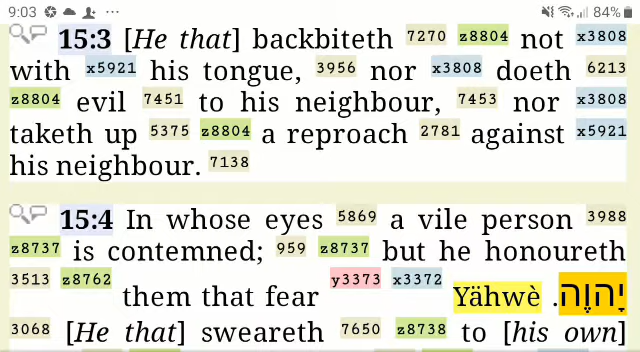 9:03 84%
15:3 [He that] backbiteth 7270 z8804 not x3808
with x5921 his tongue, 3956 nor x3808 doeth 6213
z8804 evil 7451 to his neighbour, 7453 nor x3808
taketh up 5375 z8804 a reproach 2781 against x5921
his neighbour. 7138
15:4 In whose eyes 5869 a vile person 3988
z8737 is contemned; 959 z8737 but he honoureth
3513 z8762 them that fear y3373 x3372 Yähwè יָהוֶה.
3068 [He that] sweareth 7650 z8738 to [his own]